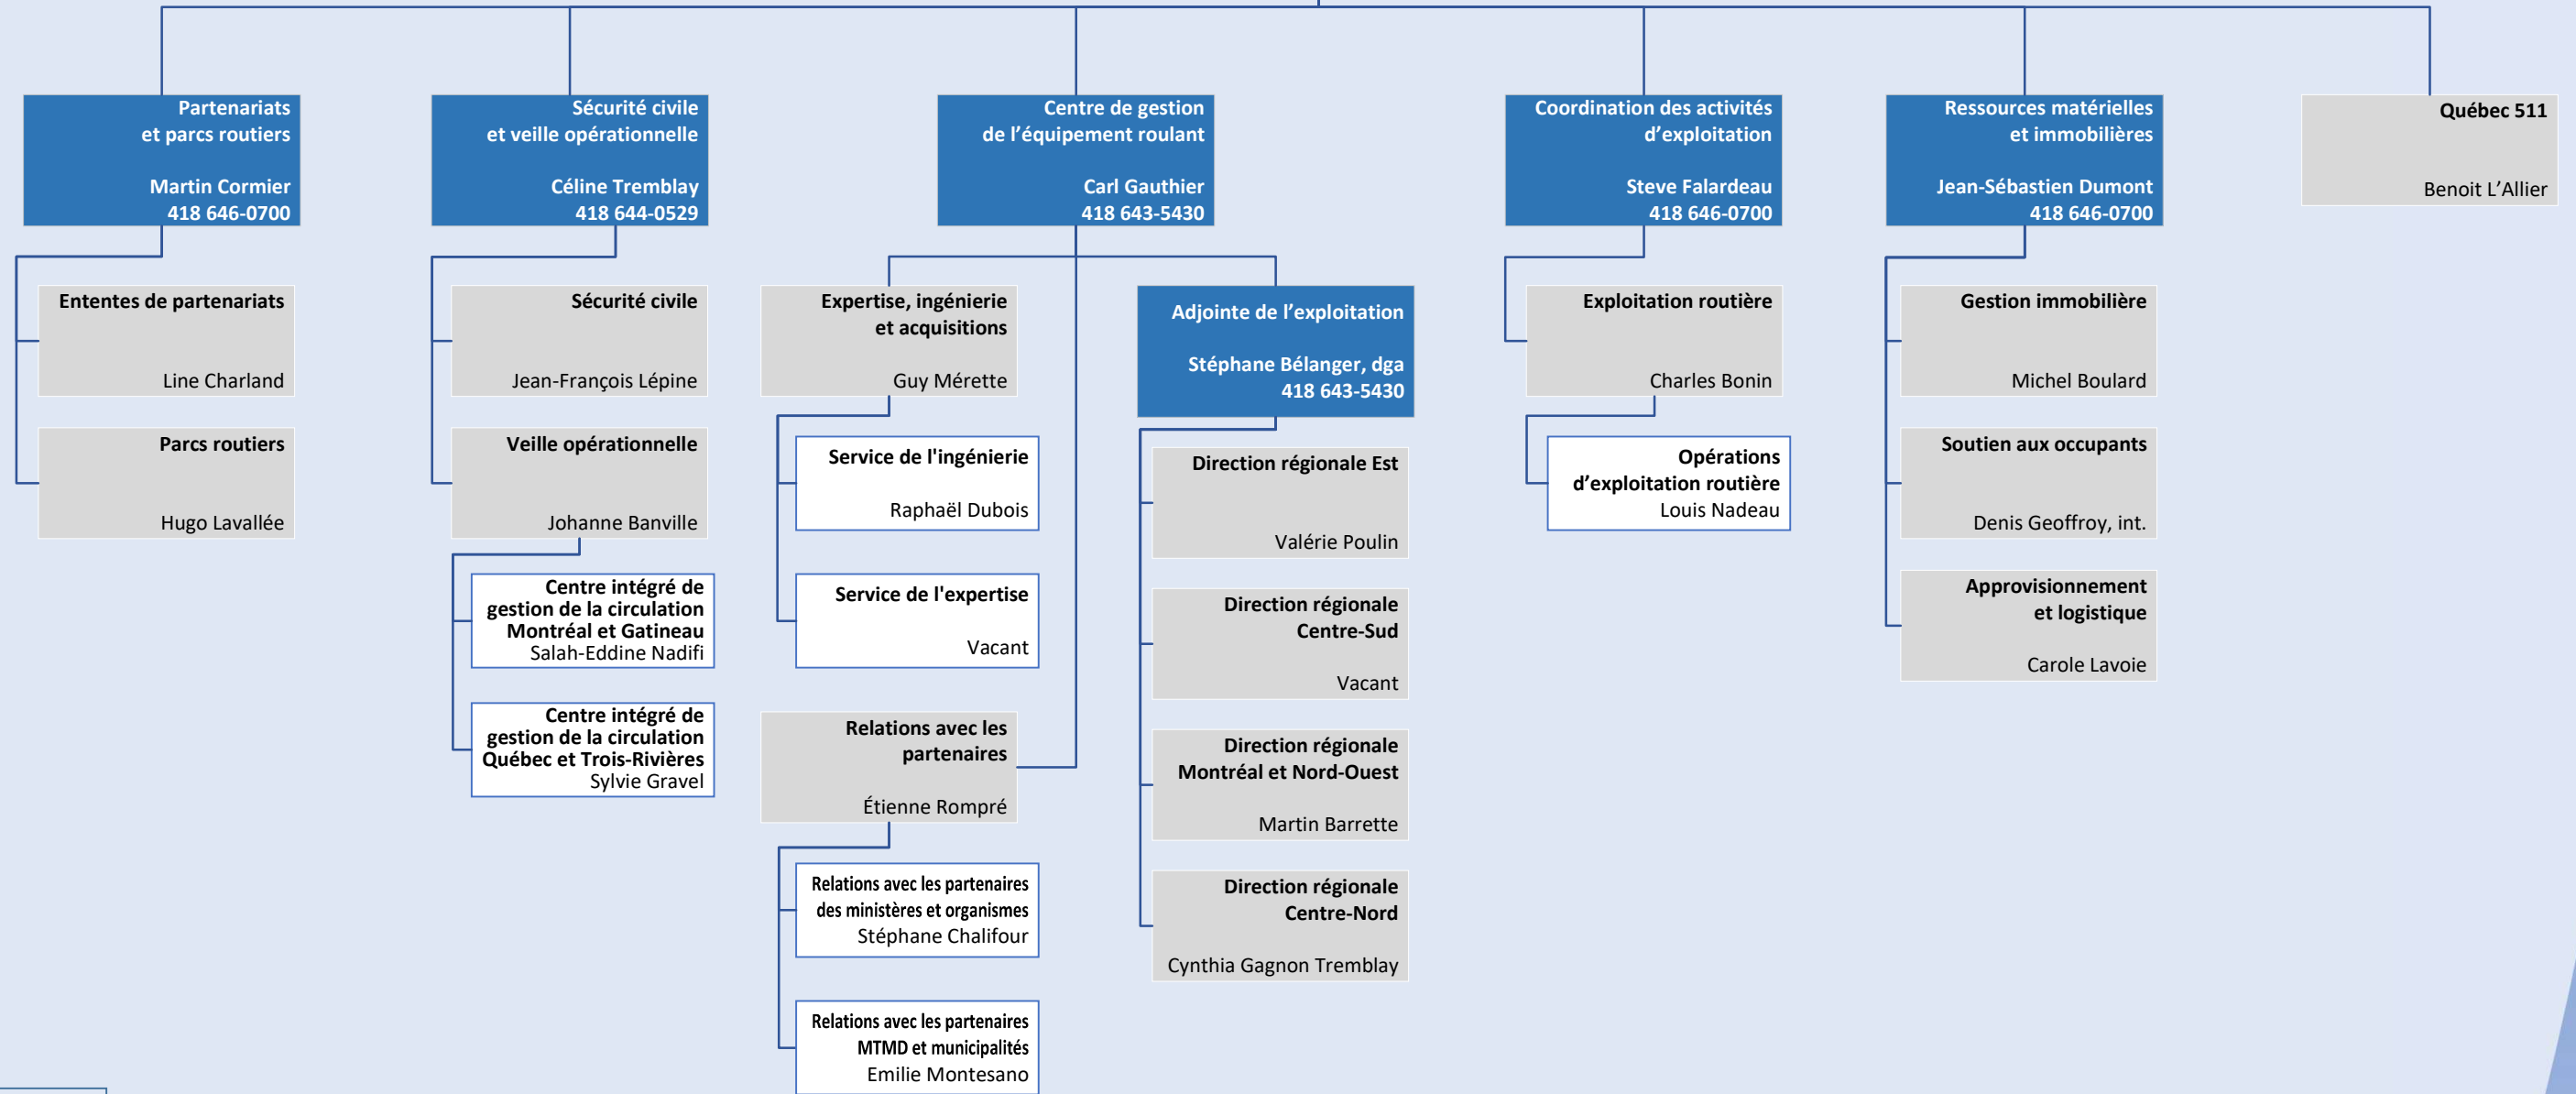 Partenariats
et parcs routiers
Martin Cormier
418 646-0700
Ententes de partenariats
Line Charland
Parcs routiers
Hugo Lavallée
Sécurité civile
et veille opérationnelle
Céline Tremblay
418 644-0529
Sécurité civile
Jean-François Lépine
Veille opérationnelle
Johanne Banville
Centre intégré de
gestion de la circulation
Montréal et Gatineau
Salah-Eddine Nadifi
Centre intégré de
gestion de la circulation
Québec et Trois-Rivières
Sylvie Gravel
Centre de gestion
de l’équipement roulant
Carl Gauthier
418 643-5430
Expertise, ingénierie
et acquisitions
Guy Mérette
Service de l'ingénierie
Raphaël Dubois
Service de l'expertise
Vacant
Relations avec les
partenaires
Étienne Rompré
Relations avec les partenaires
des ministères et organismes
Stéphane Chalifour
Relations avec les partenaires
MTMD et municipalités
Emilie Montesano
Adjointe de l’exploitation
Stéphane Bélanger, dga
418 643-5430
Direction régionale Est
Valérie Poulin
Direction régionale
Centre-Sud
Vacant
Direction régionale
Montréal et Nord-Ouest
Martin Barrette
Direction régionale
Centre-Nord
Cynthia Gagnon Tremblay
Coordination des activités
d’exploitation
Steve Falardeau
418 646-0700
Exploitation routière
Charles Bonin
Opérations
d’exploitation routière
Louis Nadeau
Ressources matérielles
et immobilières
Jean-Sébastien Dumont
418 646-0700
Gestion immobilière
Michel Boulard
Soutien aux occupants
Denis Geoffroy, int.
Approvisionnement
et logistique
Carole Lavoie
Québec 511
Benoit L’Allier